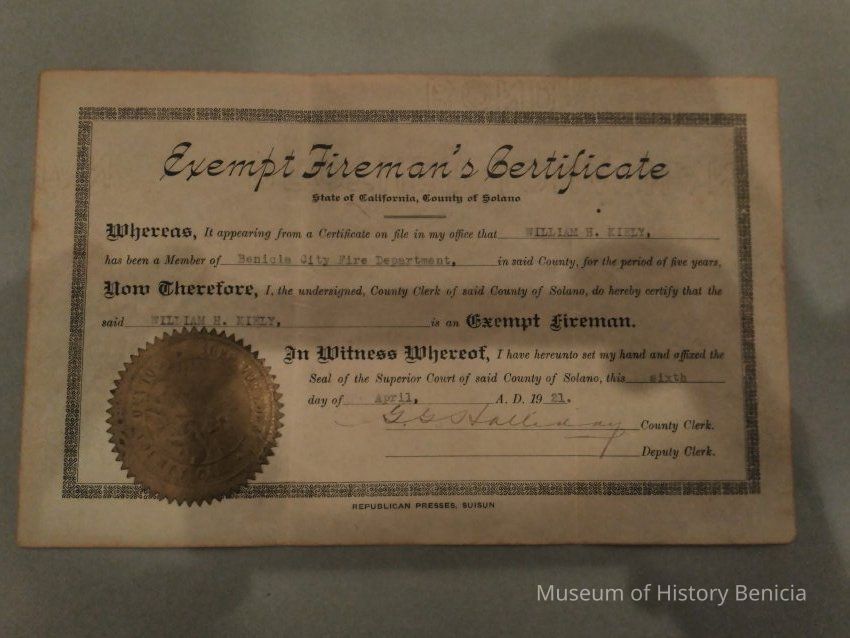 Exempt Fireman's Certificate
State of California, County of Solano
Whereas, It appearing from a Certificate on file in my office that WILLIAM H. KIELY,
has been a Member of Benicia City Fire Department, in said County, for the period of five years,
Now Therefore, I, the undersigned, County Clerk of said County of Solano, do hereby certify that the
said WILLIAM H. KIELY, is an Exempt Fireman.
In Witness Whereof, I have hereunto set my hand and affixed the
Seal of the Superior Court of said County of Solano, this sixth
day of April, A. D. 19 21.
G. G. Halliday County Clerk.
Deputy Clerk.
REPUBLICAN PRESSES, SUISUN
Museum of History Benicia